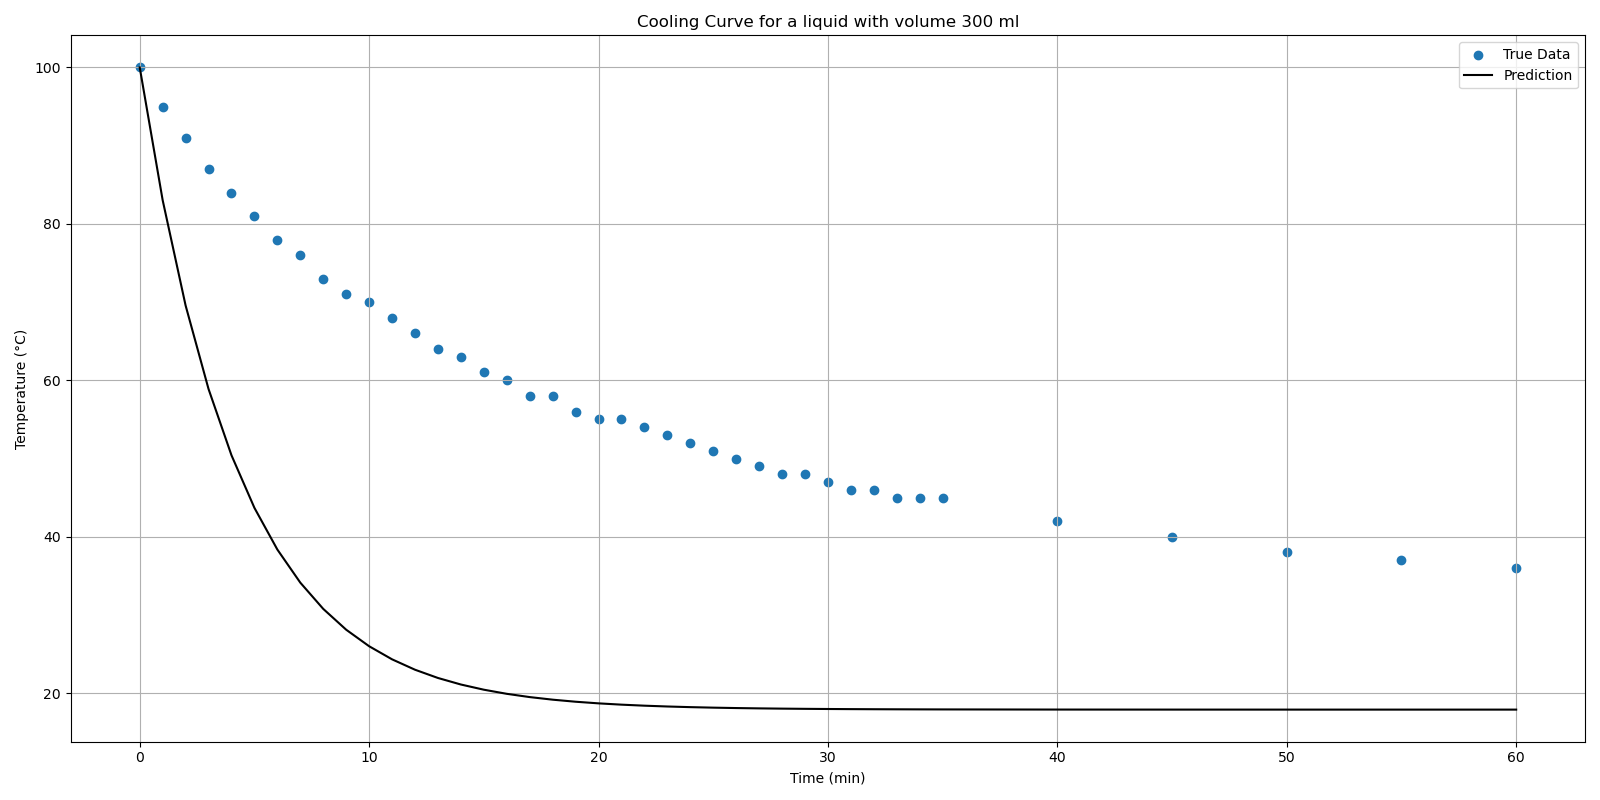 Cooling Curve for a liquid with volume 300 ml
True Data
Prediction
Temperature (°C)
100
80
60
40
20
0 10 20 30 40 50 60
Time (min)